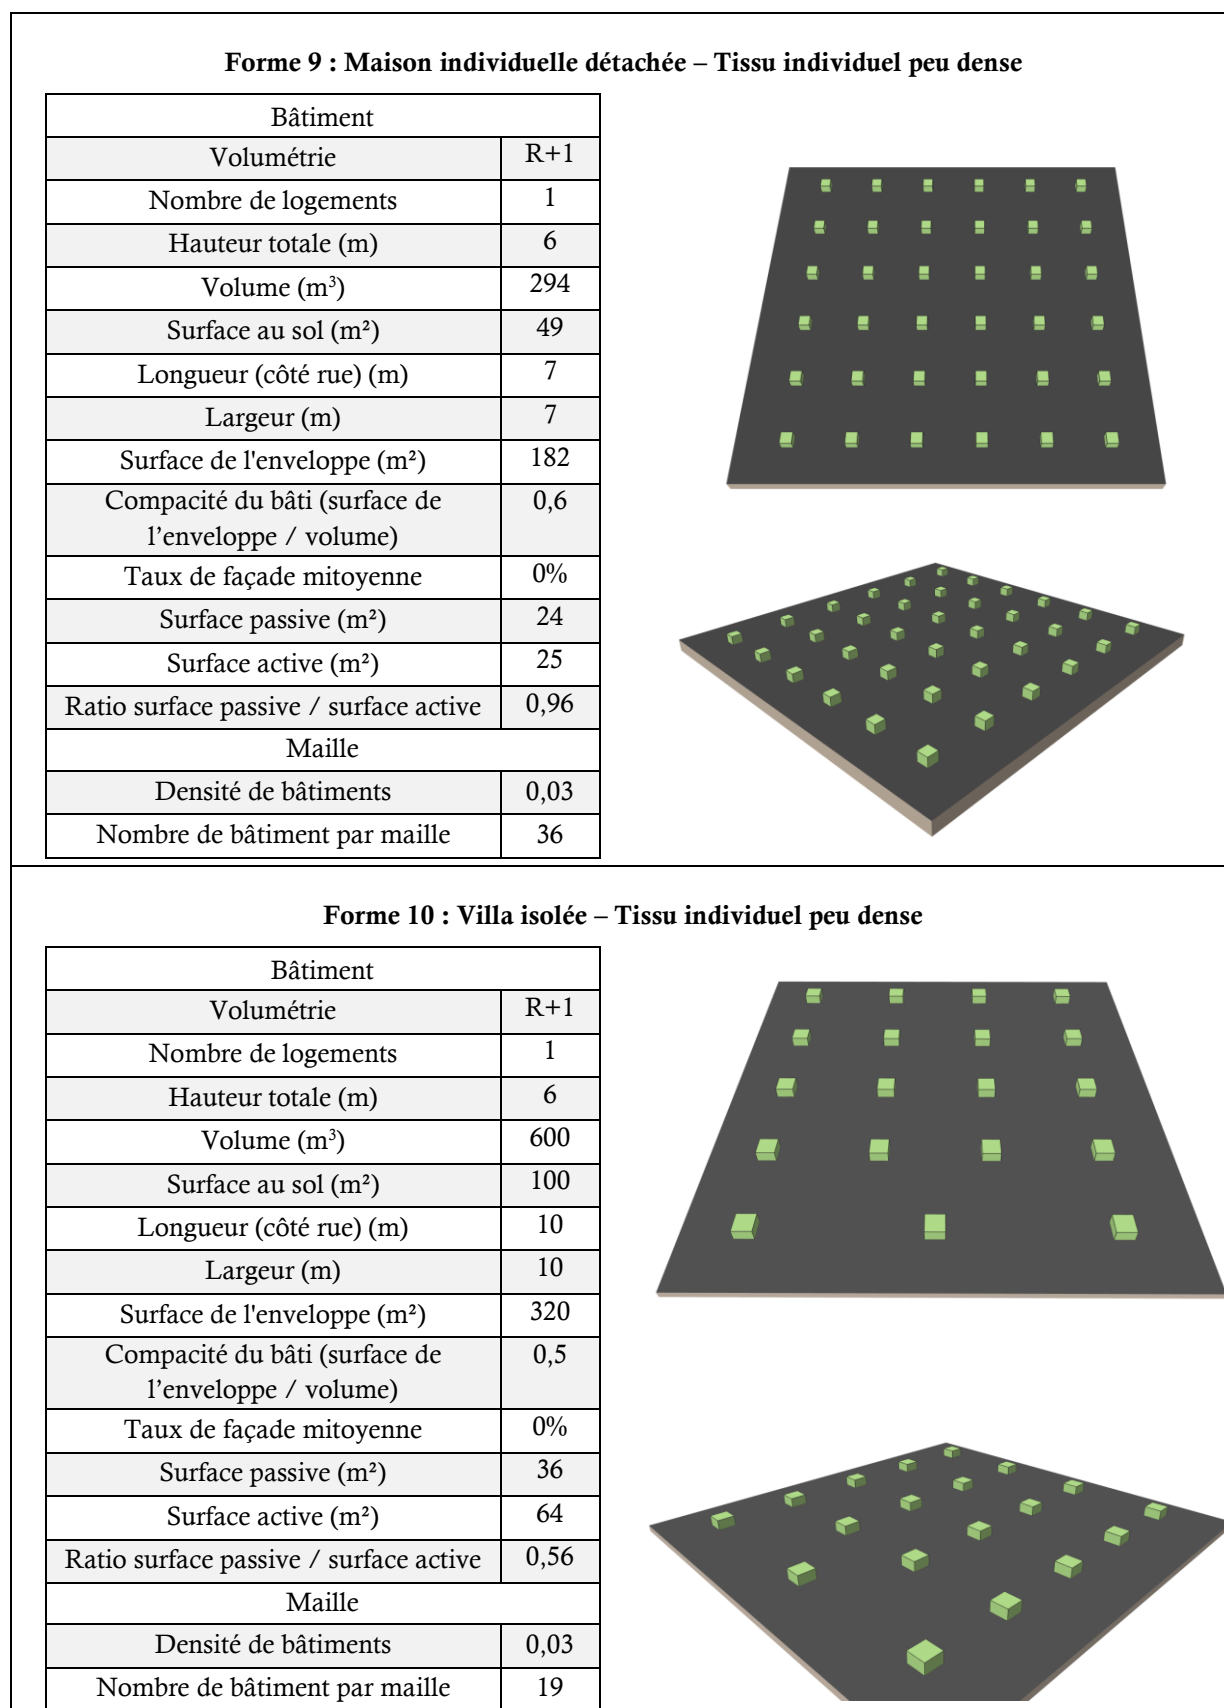 Forme 9 : Maison individuelle détachée – Tissu individuel peu dense
Bâtiment
Volumétrie R+1
Nombre de logements 1
Hauteur totale (m) 6
Volume (m³) 294
Surface au sol (m²) 49
Longueur (côté rue) (m) 7
Largeur (m) 7
Surface de l'enveloppe (m²) 182
Compacité du bâti (surface de 0,6
l’enveloppe / volume)
Taux de façade mitoyenne 0%
Surface passive (m²) 24
Surface active (m²) 25
Ratio surface passive / surface active 0,96
Maille
Densité de bâtiments 0,03
Nombre de bâtiment par maille 36
Forme 10 : Villa isolée – Tissu individuel peu dense
Bâtiment
Volumétrie R+1
Nombre de logements 1
Hauteur totale (m) 6
Volume (m³) 600
Surface au sol (m²) 100
Longueur (côté rue) (m) 10
Largeur (m) 10
Surface de l'enveloppe (m²) 320
Compacité du bâti (surface de 0,5
l’enveloppe / volume)
Taux de façade mitoyenne 0%
Surface passive (m²) 36
Surface active (m²) 64
Ratio surface passive / surface active 0,56
Maille
Densité de bâtiments 0,03
Nombre de bâtiment par maille 19